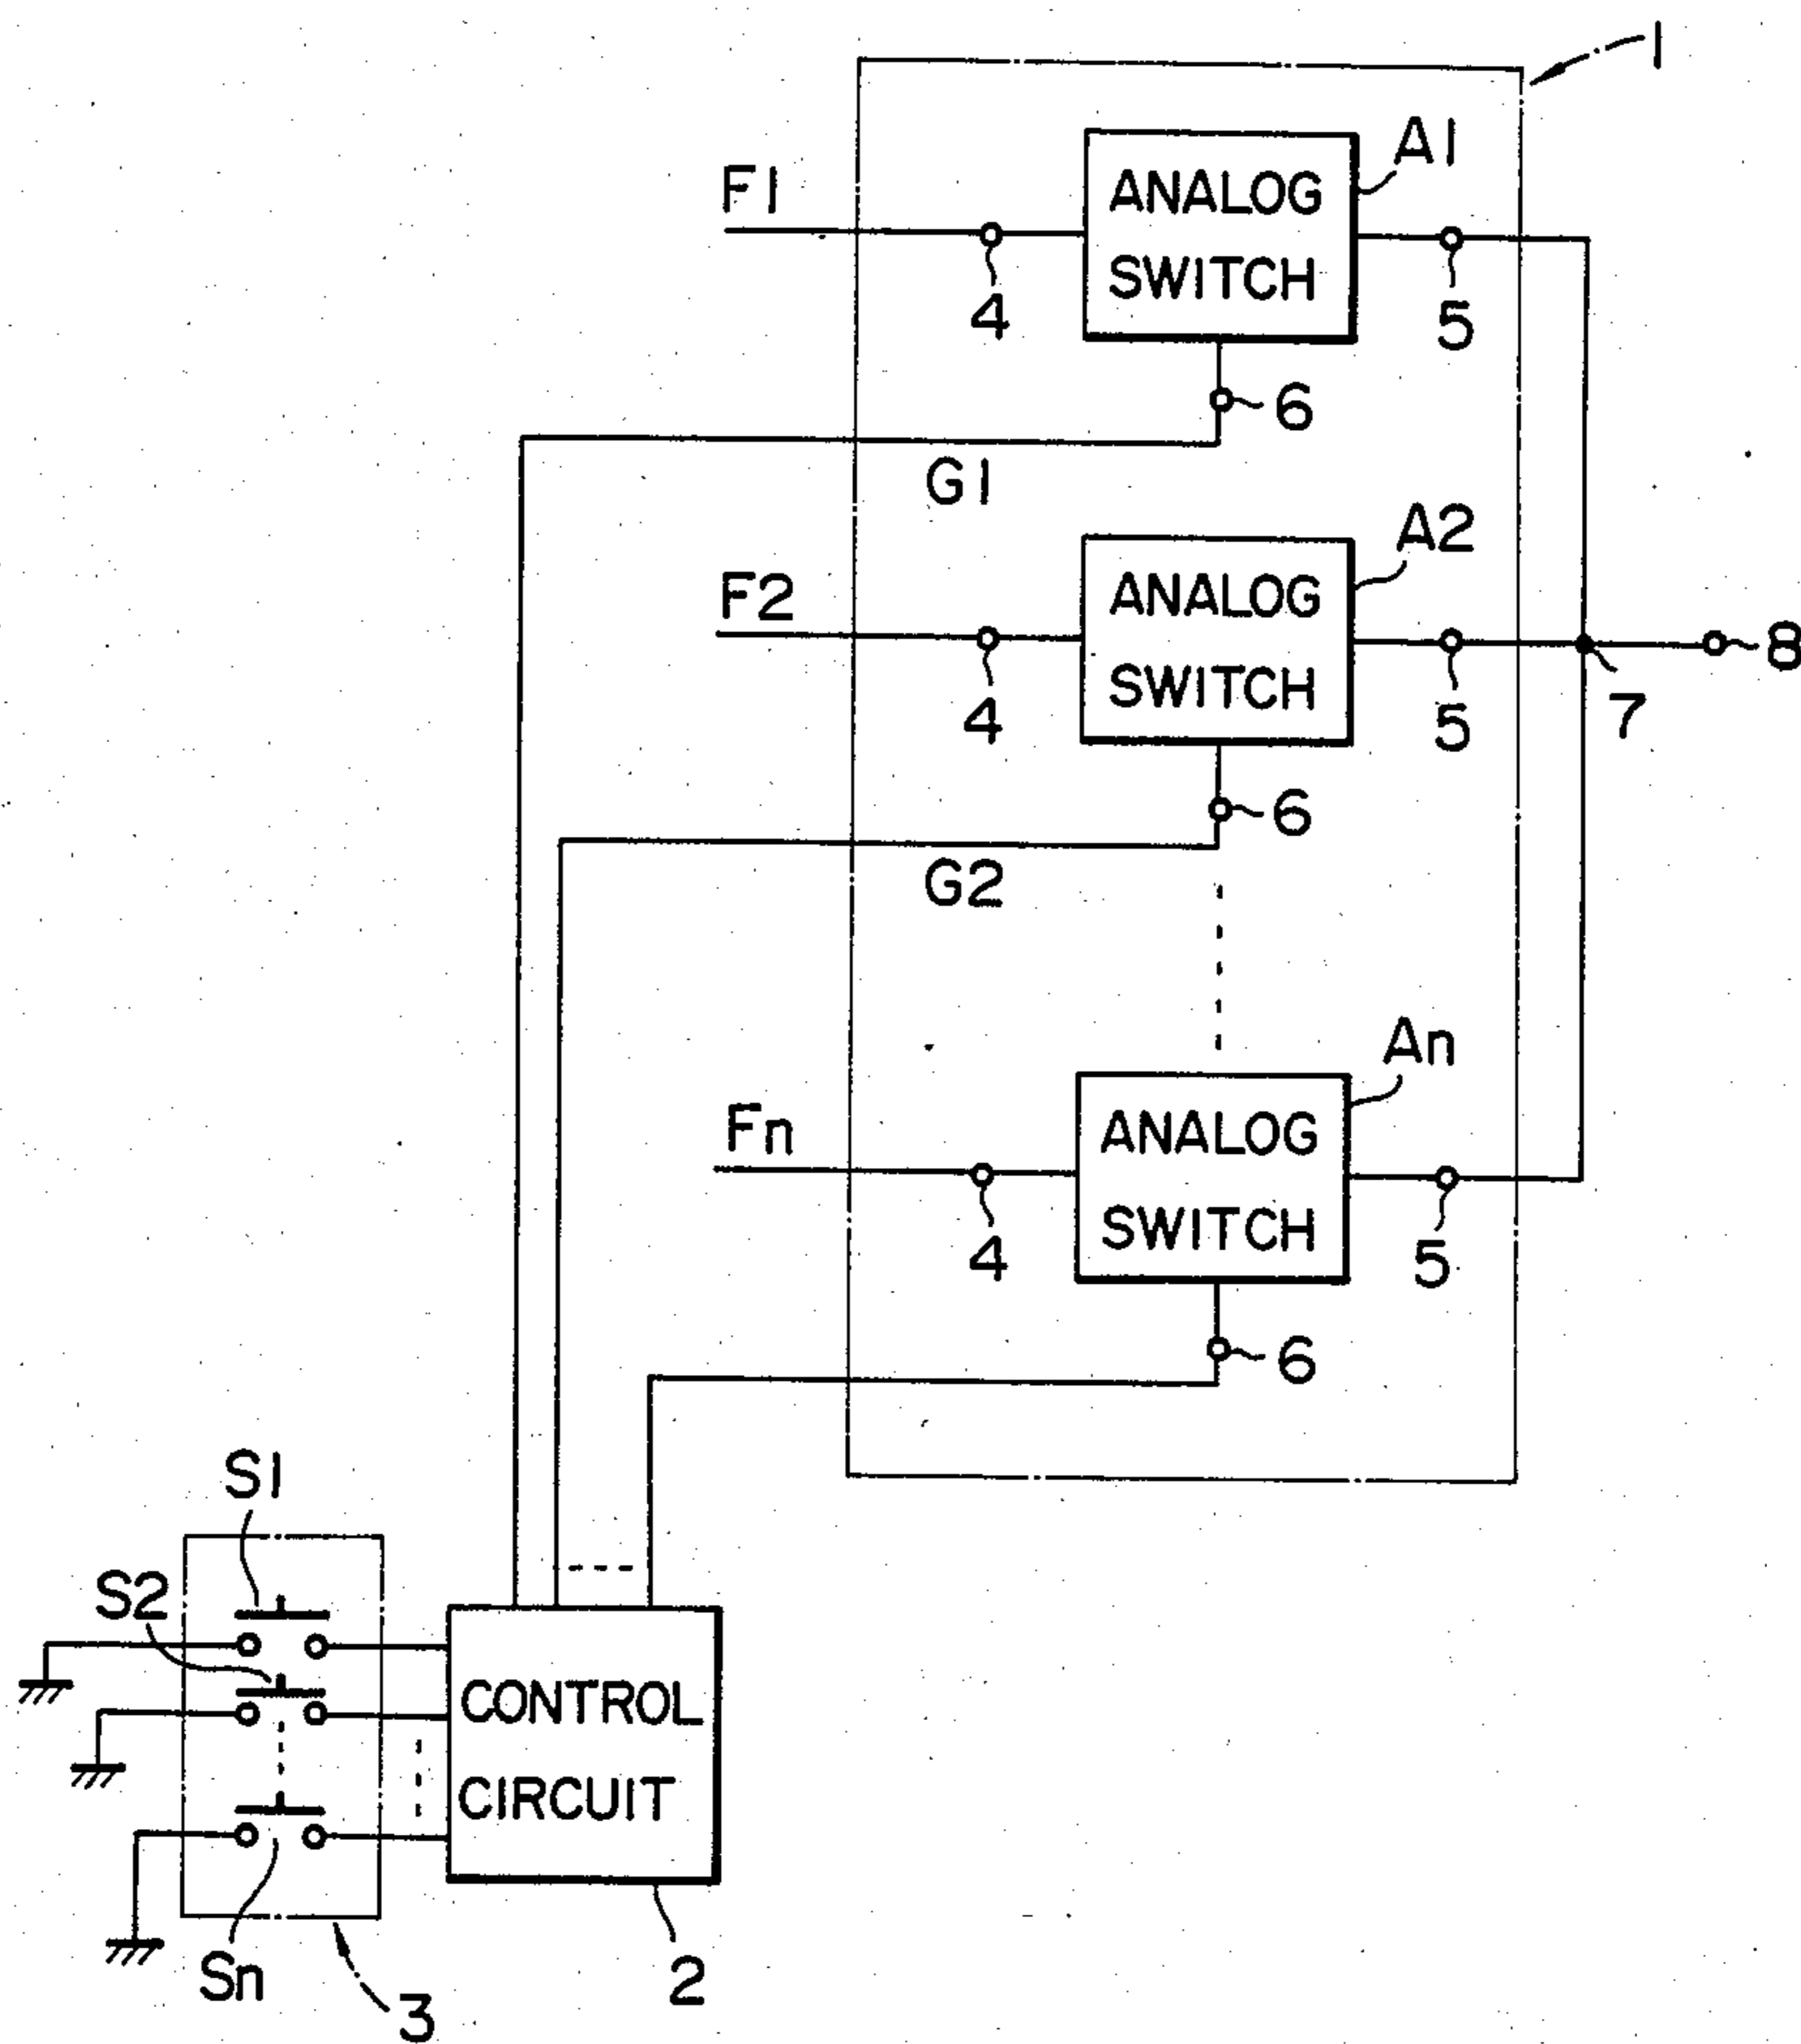 1
A1
F1
ANALOG
SWITCH
4
5
6
G1
A2
F2
ANALOG
SWITCH
8
4
5
7
6
G2
An
Fn
ANALOG
SWITCH
4
5
6
S1
S2
CONTROL
CIRCUIT
Sn
2
3